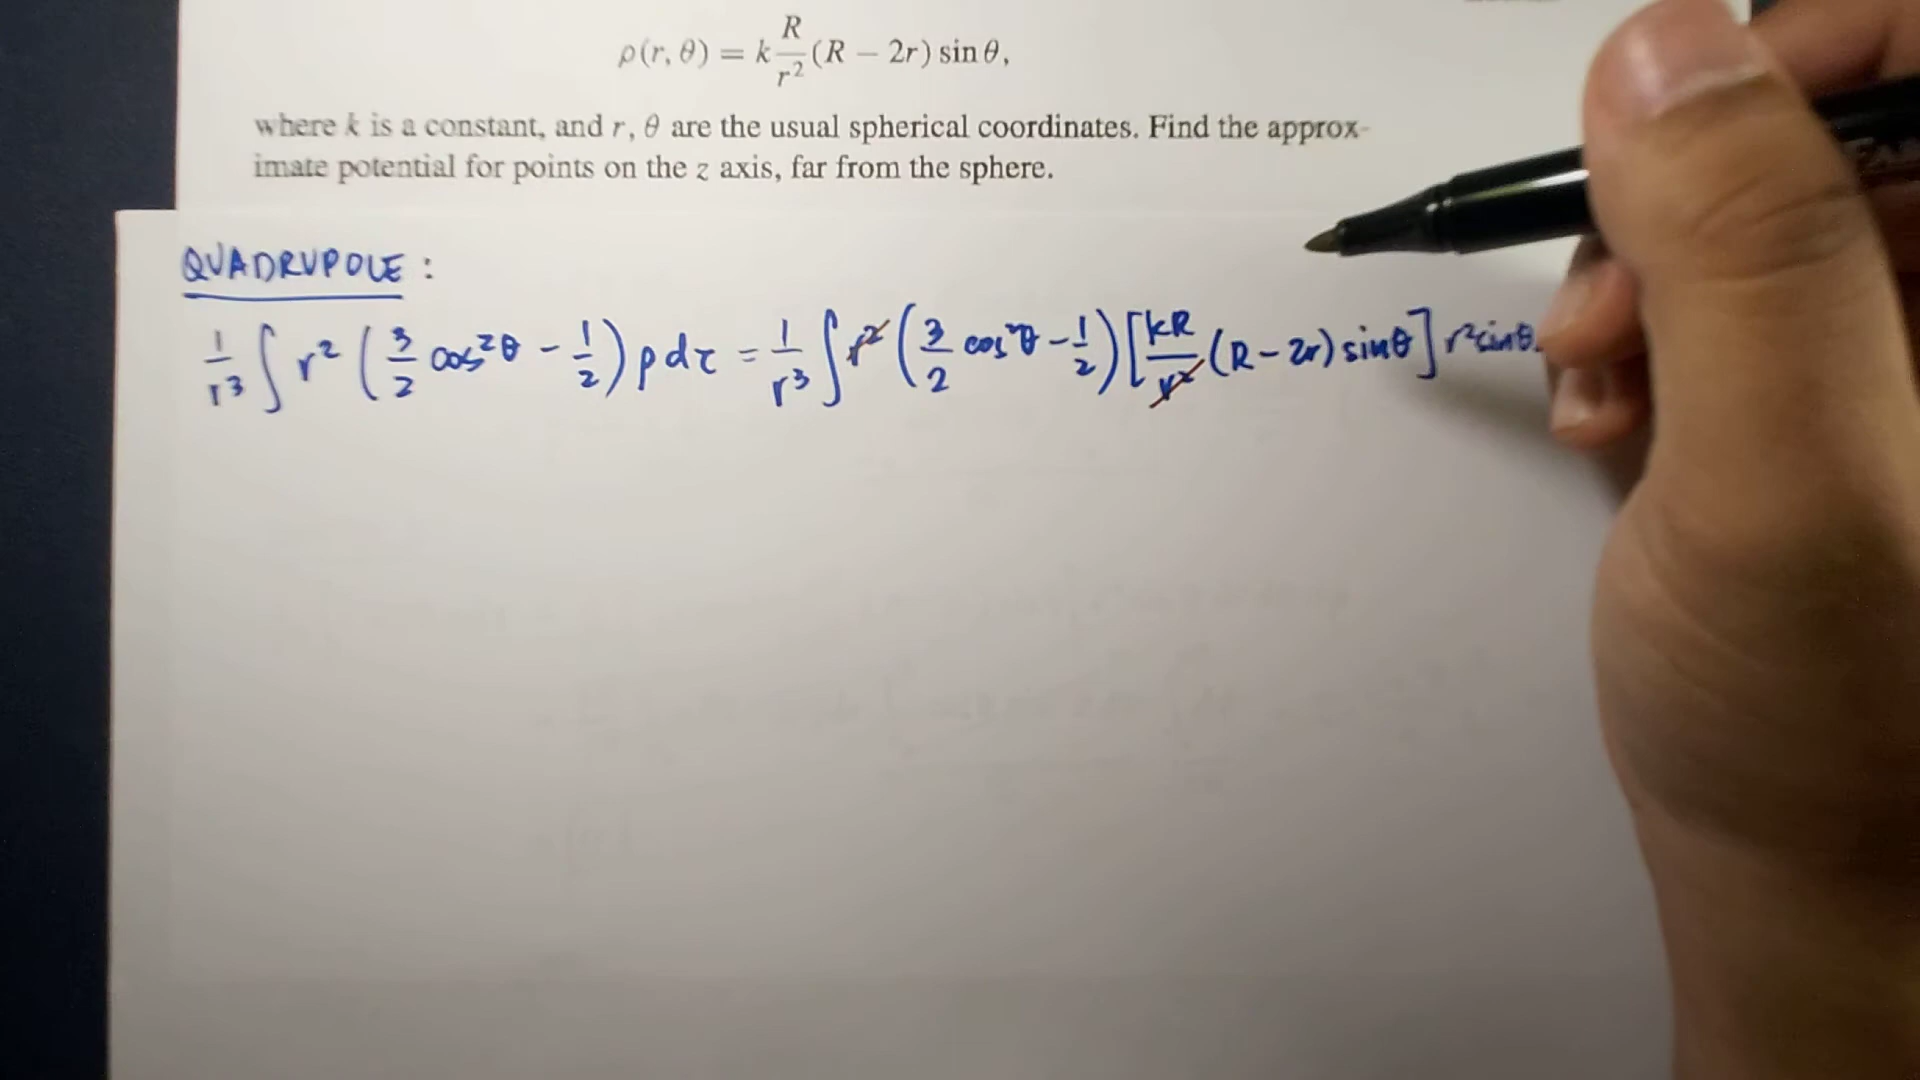 ρ(r, θ) = k R/r² (R − 2r) sin θ,
where k is a constant, and r, θ are the usual spherical coordinates. Find the approx-
imate potential for points on the z axis, far from the sphere.
QUADRUPOLE :
1/r³ ∫ r² (3/2 cos²θ − 1/2) ρ dτ = 1/r³ ∫ r² (3/2 cos²θ − 1/2) [kR/r² (R − 2r) sinθ] r² sinθ